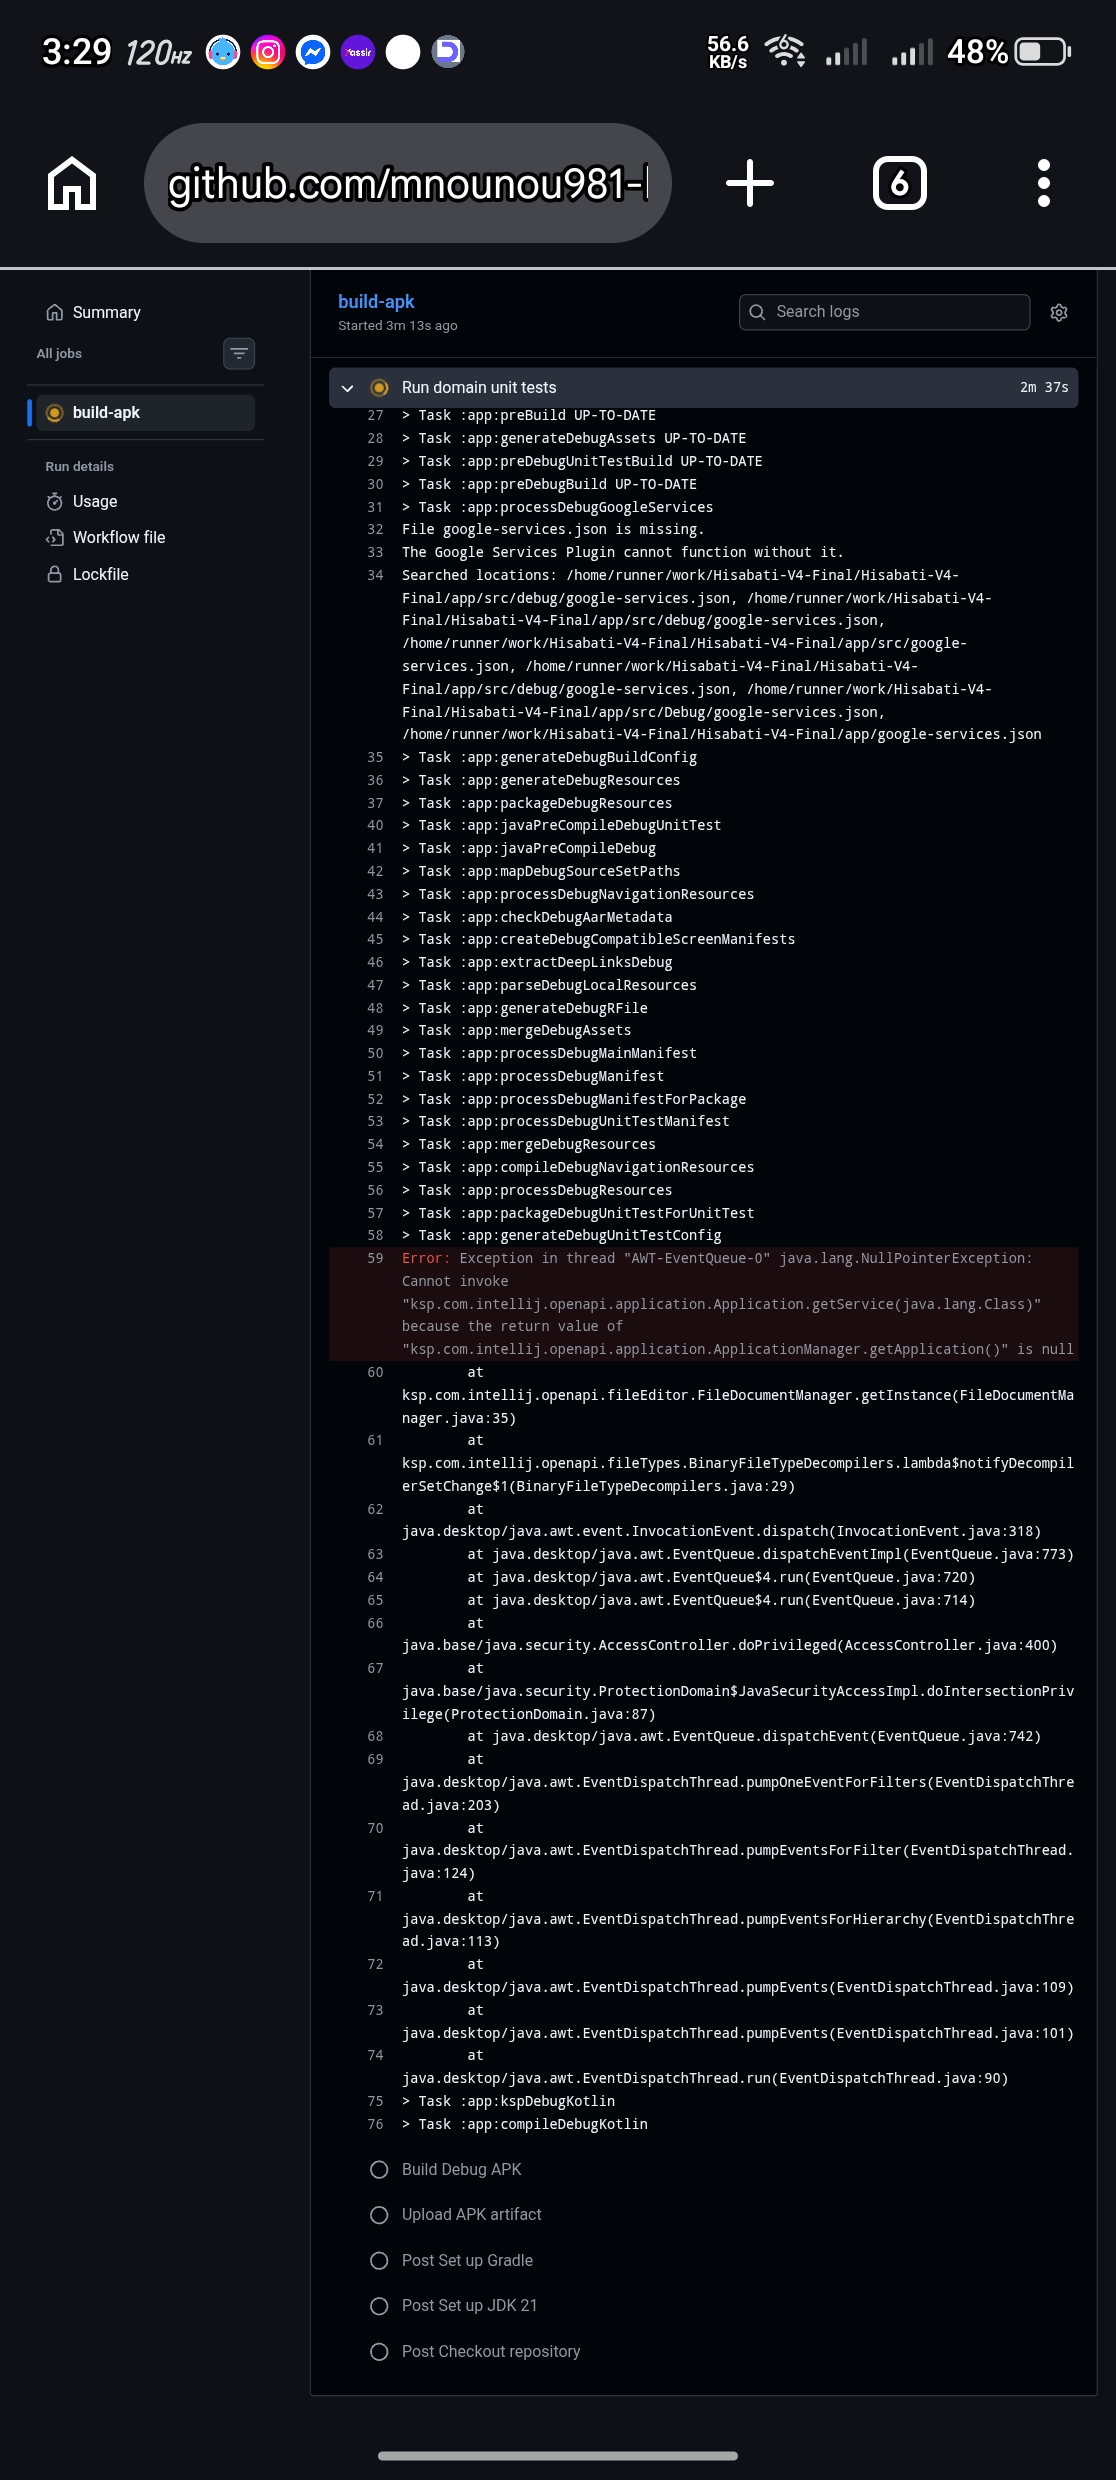 3:29 120HZ Yassir 56.6 KB/s 48%
github.com/mnounou981-
6
Summary
All jobs
build-apk
Run details
Usage
Workflow file
Lockfile
build-apk
Started 3m 13s ago
Search logs
Run domain unit tests 2m 37s
27 > Task :app:preBuild UP-TO-DATE
28 > Task :app:generateDebugAssets UP-TO-DATE
29 > Task :app:preDebugUnitTestBuild UP-TO-DATE
30 > Task :app:preDebugBuild UP-TO-DATE
31 > Task :app:processDebugGoogleServices
32 File google-services.json is missing.
33 The Google Services Plugin cannot function without it.
34 Searched locations: /home/runner/work/Hisabati-V4-Final/Hisabati-V4-
Final/app/src/debug/google-services.json, /home/runner/work/Hisabati-V4-
Final/Hisabati-V4-Final/app/src/debug/google-services.json,
/home/runner/work/Hisabati-V4-Final/Hisabati-V4-Final/app/src/google-
services.json, /home/runner/work/Hisabati-V4-Final/Hisabati-V4-
Final/app/src/debug/google-services.json, /home/runner/work/Hisabati-V4-
Final/Hisabati-V4-Final/app/src/Debug/google-services.json,
/home/runner/work/Hisabati-V4-Final/Hisabati-V4-Final/app/google-services.json
35 > Task :app:generateDebugBuildConfig
36 > Task :app:generateDebugResources
37 > Task :app:packageDebugResources
40 > Task :app:javaPreCompileDebugUnitTest
41 > Task :app:javaPreCompileDebug
42 > Task :app:mapDebugSourceSetPaths
43 > Task :app:processDebugNavigationResources
44 > Task :app:checkDebugAarMetadata
45 > Task :app:createDebugCompatibleScreenManifests
46 > Task :app:extractDeepLinksDebug
47 > Task :app:parseDebugLocalResources
48 > Task :app:generateDebugRFile
49 > Task :app:mergeDebugAssets
50 > Task :app:processDebugMainManifest
51 > Task :app:processDebugManifest
52 > Task :app:processDebugManifestForPackage
53 > Task :app:processDebugUnitTestManifest
54 > Task :app:mergeDebugResources
55 > Task :app:compileDebugNavigationResources
56 > Task :app:processDebugResources
57 > Task :app:packageDebugUnitTestForUnitTest
58 > Task :app:generateDebugUnitTestConfig
59 Error: Exception in thread "AWT-EventQueue-0" java.lang.NullPointerException:
Cannot invoke
"ksp.com.intellij.openapi.application.Application.getService(java.lang.Class)"
because the return value of
"ksp.com.intellij.openapi.application.ApplicationManager.getApplication()" is null
60 at
ksp.com.intellij.openapi.fileEditor.FileDocumentManager.getInstance(FileDocumentMa
nager.java:35)
61 at
ksp.com.intellij.openapi.fileTypes.BinaryFileTypeDecompilers.lambda$notifyDecompil
erSetChange$1(BinaryFileTypeDecompilers.java:29)
62 at
java.desktop/java.awt.event.InvocationEvent.dispatch(InvocationEvent.java:318)
63 at java.desktop/java.awt.EventQueue.dispatchEventImpl(EventQueue.java:773)
64 at java.desktop/java.awt.EventQueue$4.run(EventQueue.java:720)
65 at java.desktop/java.awt.EventQueue$4.run(EventQueue.java:714)
66 at
java.base/java.security.AccessController.doPrivileged(AccessController.java:400)
67 at
java.base/java.security.ProtectionDomain$JavaSecurityAccessImpl.doIntersectionPriv
ilege(ProtectionDomain.java:87)
68 at java.desktop/java.awt.EventQueue.dispatchEvent(EventQueue.java:742)
69 at
java.desktop/java.awt.EventDispatchThread.pumpOneEventForFilters(EventDispatchThre
ad.java:203)
70 at
java.desktop/java.awt.EventDispatchThread.pumpEventsForFilter(EventDispatchThread.
java:124)
71 at
java.desktop/java.awt.EventDispatchThread.pumpEventsForHierarchy(EventDispatchThre
ad.java:113)
72 at
java.desktop/java.awt.EventDispatchThread.pumpEvents(EventDispatchThread.java:109)
73 at
java.desktop/java.awt.EventDispatchThread.pumpEvents(EventDispatchThread.java:101)
74 at
java.desktop/java.awt.EventDispatchThread.run(EventDispatchThread.java:90)
75 > Task :app:kspDebugKotlin
76 > Task :app:compileDebugKotlin
Build Debug APK
Upload APK artifact
Post Set up Gradle
Post Set up JDK 21
Post Checkout repository